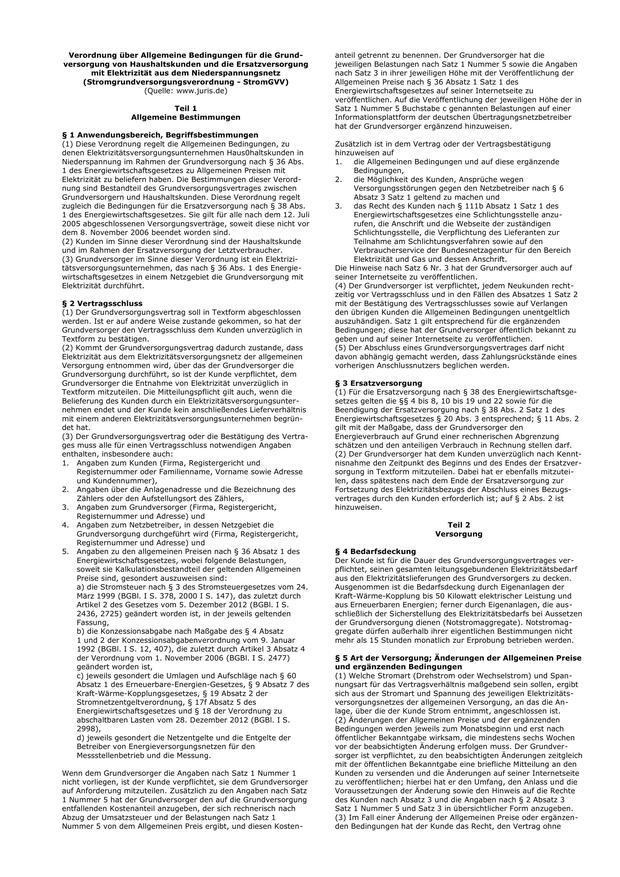 Verordnung über Allgemeine Bedingungen für die Grund-
versorgung von Haushaltskunden und die Ersatzversorgung
mit Elektrizität aus dem Niederspannungsnetz
(Stromgrundversorgungsverordnung - StromGVV)
(Quelle: www.juris.de)
Teil 1
Allgemeine Bestimmungen
§ 1 Anwendungsbereich, Begriffsbestimmungen
(1) Diese Verordnung regelt die Allgemeinen Bedingungen, zu
denen Elektrizitätsversorgungsunternehmen Haus0haltskunden in
Niederspannung im Rahmen der Grundversorgung nach § 36 Abs.
1 des Energiewirtschaftsgesetzes zu Allgemeinen Preisen mit
Elektrizität zu beliefern haben. Die Bestimmungen dieser Verord-
nung sind Bestandteil des Grundversorgungsvertrages zwischen
Grundversorgern und Haushaltskunden. Diese Verordnung regelt
zugleich die Bedingungen für die Ersatzversorgung nach § 38 Abs.
1 des Energiewirtschaftsgesetzes. Sie gilt für alle nach dem 12. Juli
2005 abgeschlossenen Versorgungsverträge, soweit diese nicht vor
dem 8. November 2006 beendet worden sind.
(2) Kunden im Sinne dieser Verordnung sind der Haushaltskunde
und im Rahmen der Ersatzversorgung der Letztverbraucher.
(3) Grundversorger im Sinne dieser Verordnung ist ein Elektrizi-
tätsversorgungsunternehmen, das nach § 36 Abs. 1 des Energie-
wirtschaftsgesetzes in einem Netzgebiet die Grundversorgung mit
Elektrizität durchführt.
§ 2 Vertragsschluss
(1) Der Grundversorgungsvertrag soll in Textform abgeschlossen
werden. Ist er auf andere Weise zustande gekommen, so hat der
Grundversorger den Vertragsschluss dem Kunden unverzüglich in
Textform zu bestätigen.
(2) Kommt der Grundversorgungsvertrag dadurch zustande, dass
Elektrizität aus dem Elektrizitätsversorgungsnetz der allgemeinen
Versorgung entnommen wird, über das der Grundversorger die
Grundversorgung durchführt, so ist der Kunde verpflichtet, dem
Grundversorger die Entnahme von Elektrizität unverzüglich in
Textform mitzuteilen. Die Mitteilungspflicht gilt auch, wenn die
Belieferung des Kunden durch ein Elektrizitätsversorgungsunter-
nehmen endet und der Kunde kein anschließendes Lieferverhältnis
mit einem anderen Elektrizitätsversorgungsunternehmen begrün-
det hat.
(3) Der Grundversorgungsvertrag oder die Bestätigung des Vertra-
ges muss alle für einen Vertragsschluss notwendigen Angaben
enthalten, insbesondere auch:
1. Angaben zum Kunden (Firma, Registergericht und
Registernummer oder Familienname, Vorname sowie Adresse
und Kundennummer),
2. Angaben über die Anlagenadresse und die Bezeichnung des
Zählers oder den Aufstellungsort des Zählers,
3. Angaben zum Grundversorger (Firma, Registergericht,
Registernummer und Adresse) und
4. Angaben zum Netzbetreiber, in dessen Netzgebiet die
Grundversorgung durchgeführt wird (Firma, Registergericht,
Registernummer und Adresse) und
5. Angaben zu den allgemeinen Preisen nach § 36 Absatz 1 des
Energiewirtschaftsgesetzes, wobei folgende Belastungen,
soweit sie Kalkulationsbestandteil der geltenden Allgemeinen
Preise sind, gesondert auszuweisen sind:
a) die Stromsteuer nach § 3 des Stromsteuergesetzes vom 24.
März 1999 (BGBl. I S. 378, 2000 I S. 147), das zuletzt durch
Artikel 2 des Gesetzes vom 5. Dezember 2012 (BGBl. I S.
2436, 2725) geändert worden ist, in der jeweils geltenden
Fassung,
b) die Konzessionsabgabe nach Maßgabe des § 4 Absatz
1 und 2 der Konzessionsabgabenverordnung vom 9. Januar
1992 (BGBl. I S. 12, 407), die zuletzt durch Artikel 3 Absatz 4
der Verordnung vom 1. November 2006 (BGBl. I S. 2477)
geändert worden ist,
c) jeweils gesondert die Umlagen und Aufschläge nach § 60
Absatz 1 des Erneuerbare-Energien-Gesetzes, § 9 Absatz 7 des
Kraft-Wärme-Kopplungsgesetzes, § 19 Absatz 2 der
Stromnetzentgeltverordnung, § 17f Absatz 5 des
Energiewirtschaftsgesetzes und § 18 der Verordnung zu
abschaltbaren Lasten vom 28. Dezember 2012 (BGBl. I S.
2998),
d) jeweils gesondert die Netzentgelte und die Entgelte der
Betreiber von Energieversorgungsnetzen für den
Messstellenbetrieb und die Messung.
Wenn dem Grundversorger die Angaben nach Satz 1 Nummer 1
nicht vorliegen, ist der Kunde verpflichtet, sie dem Grundversorger
auf Anforderung mitzuteilen. Zusätzlich zu den Angaben nach Satz
1 Nummer 5 hat der Grundversorger den auf die Grundversorgung
entfallenden Kostenanteil anzugeben, der sich rechnerisch nach
Abzug der Umsatzsteuer und der Belastungen nach Satz 1
Nummer 5 von dem Allgemein Preis ergibt, und diesen Kosten-
anteil getrennt zu benennen. Der Grundversorger hat die
jeweiligen Belastungen nach Satz 1 Nummer 5 sowie die Angaben
nach Satz 3 in ihrer jeweiligen Höhe mit der Veröffentlichung der
Allgemeinen Preise nach § 36 Absatz 1 Satz 1 des
Energiewirtschaftsgesetzes auf seiner Internetseite zu
veröffentlichen. Auf die Veröffentlichung der jeweiligen Höhe der in
Satz 1 Nummer 5 Buchstabe c genannten Belastungen auf einer
Informationsplattform der deutschen Übertragungsnetzbetreiber
hat der Grundversorger ergänzend hinzuweisen.
Zusätzlich ist in dem Vertrag oder der Vertragsbestätigung
hinzuweisen auf
1. die Allgemeinen Bedingungen und auf diese ergänzende
Bedingungen,
2. die Möglichkeit des Kunden, Ansprüche wegen
Versorgungsstörungen gegen den Netzbetreiber nach § 6
Absatz 3 Satz 1 geltend zu machen und
3. das Recht des Kunden nach § 111b Absatz 1 Satz 1 des
Energiewirtschaftsgesetzes eine Schlichtungsstelle anzu-
rufen, die Anschrift und die Webseite der zuständigen
Schlichtungsstelle, die Verpflichtung des Lieferanten zur
Teilnahme am Schlichtungsverfahren sowie auf den
Verbraucherservice der Bundesnetzagentur für den Bereich
Elektrizität und Gas und dessen Anschrift.
Die Hinweise nach Satz 6 Nr. 3 hat der Grundversorger auch auf
seiner Internetseite zu veröffentlichen.
(4) Der Grundversorger ist verpflichtet, jedem Neukunden recht-
zeitig vor Vertragsschluss und in den Fällen des Absatzes 1 Satz 2
mit der Bestätigung des Vertragsschlusses sowie auf Verlangen
den übrigen Kunden die Allgemeinen Bedingungen unentgeltlich
auszuhändigen. Satz 1 gilt entsprechend für die ergänzenden
Bedingungen; diese hat der Grundversorger öffentlich bekannt zu
geben und auf seiner Internetseite zu veröffentlichen.
(5) Der Abschluss eines Grundversorgungsvertrages darf nicht
davon abhängig gemacht werden, dass Zahlungsrückstände eines
vorherigen Anschlussnutzers beglichen werden.
§ 3 Ersatzversorgung
(1) Für die Ersatzversorgung nach § 38 des Energiewirtschaftsge-
setzes gelten die §§ 4 bis 8, 10 bis 19 und 22 sowie für die
Beendigung der Ersatzversorgung nach § 38 Abs. 2 Satz 1 des
Energiewirtschaftsgesetzes § 20 Abs. 3 entsprechend; § 11 Abs. 2
gilt mit der Maßgabe, dass der Grundversorger den
Energieverbrauch auf Grund einer rechnerischen Abgrenzung
schätzen und den anteiligen Verbrauch in Rechnung stellen darf.
(2) Der Grundversorger hat dem Kunden unverzüglich nach Kennt-
nisnahme den Zeitpunkt des Beginns und des Endes der Ersatzver-
sorgung in Textform mitzuteilen. Dabei hat er ebenfalls mitzutei-
len, dass spätestens nach dem Ende der Ersatzversorgung zur
Fortsetzung des Elektrizitätsbezugs der Abschluss eines Bezugs-
vertrages durch den Kunden erforderlich ist; auf § 2 Abs. 2 ist
hinzuweisen.
Teil 2
Versorgung
§ 4 Bedarfsdeckung
Der Kunde ist für die Dauer des Grundversorgungsvertrages ver-
pflichtet, seinen gesamten leitungsgebundenen Elektrizitätsbedarf
aus den Elektrizitätslieferungen des Grundversorgers zu decken.
Ausgenommen ist die Bedarfsdeckung durch Eigenanlagen der
Kraft-Wärme-Kopplung bis 50 Kilowatt elektrischer Leistung und
aus Erneuerbaren Energien; ferner durch Eigenanlagen, die aus-
schließlich der Sicherstellung des Elektrizitätsbedarfs bei Aussetzen
der Grundversorgung dienen (Notstromaggregate). Notstromag-
gregate dürfen außerhalb ihrer eigentlichen Bestimmung nicht
mehr als 15 Stunden monatlich zur Erprobung betrieben werden.
§ 5 Art der Versorgung; Änderungen der Allgemeinen Preise
und ergänzenden Bedingungen
(1) Welche Stromart (Drehstrom oder Wechselstrom) und Span-
nungsart für das Vertragsverhältnis maßgebend sein sollen, ergibt
sich aus der Stromart und Spannung des jeweiligen Elektrizitäts-
versorgungsnetzes der allgemeinen Versorgung, an das die An-
lage, über die der Kunde Strom entnimmt, angeschlossen ist.
(2) Änderungen der Allgemeinen Preise und der ergänzenden
Bedingungen werden jeweils zum Monatsbeginn und erst nach
öffentlicher Bekanntgabe wirksam, die mindestens sechs Wochen
vor der beabsichtigten Änderung erfolgen muss. Der Grundver-
sorger ist verpflichtet, zu den beabsichtigten Änderungen zeitgleich
mit der öffentlichen Bekanntgabe eine briefliche Mitteilung an den
Kunden zu versenden und die Änderungen auf seiner Internetseite
zu veröffentlichen; hierbei hat er den Umfang, den Anlass und die
Voraussetzungen der Änderung sowie den Hinweis auf die Rechte
des Kunden nach Absatz 3 und die Angaben nach § 2 Absatz 3
Satz 1 Nummer 5 und Satz 3 in übersichtlicher Form anzugeben.
(3) Im Fall einer Änderung der Allgemeinen Preise oder ergänzen-
den Bedingungen hat der Kunde das Recht, den Vertrag ohne